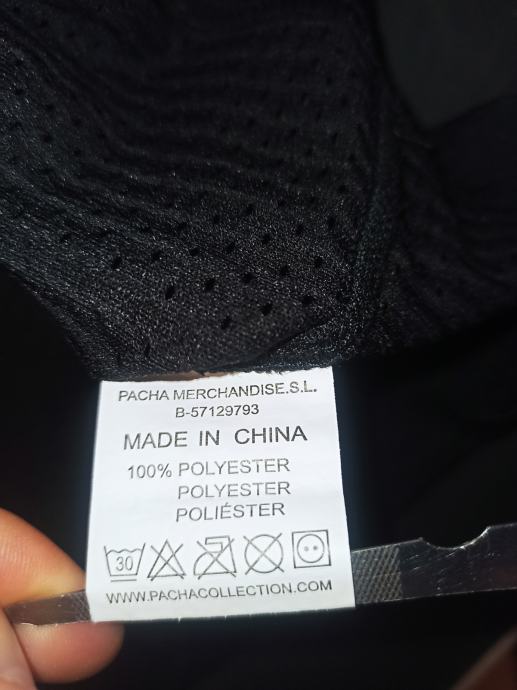 PACHA MERCHANDISE.S.L.
B-57129793
MADE IN CHINA
100% POLYESTER
POLYESTER
POLIÉSTER
30
WWW.PACHACOLLECTION.COM